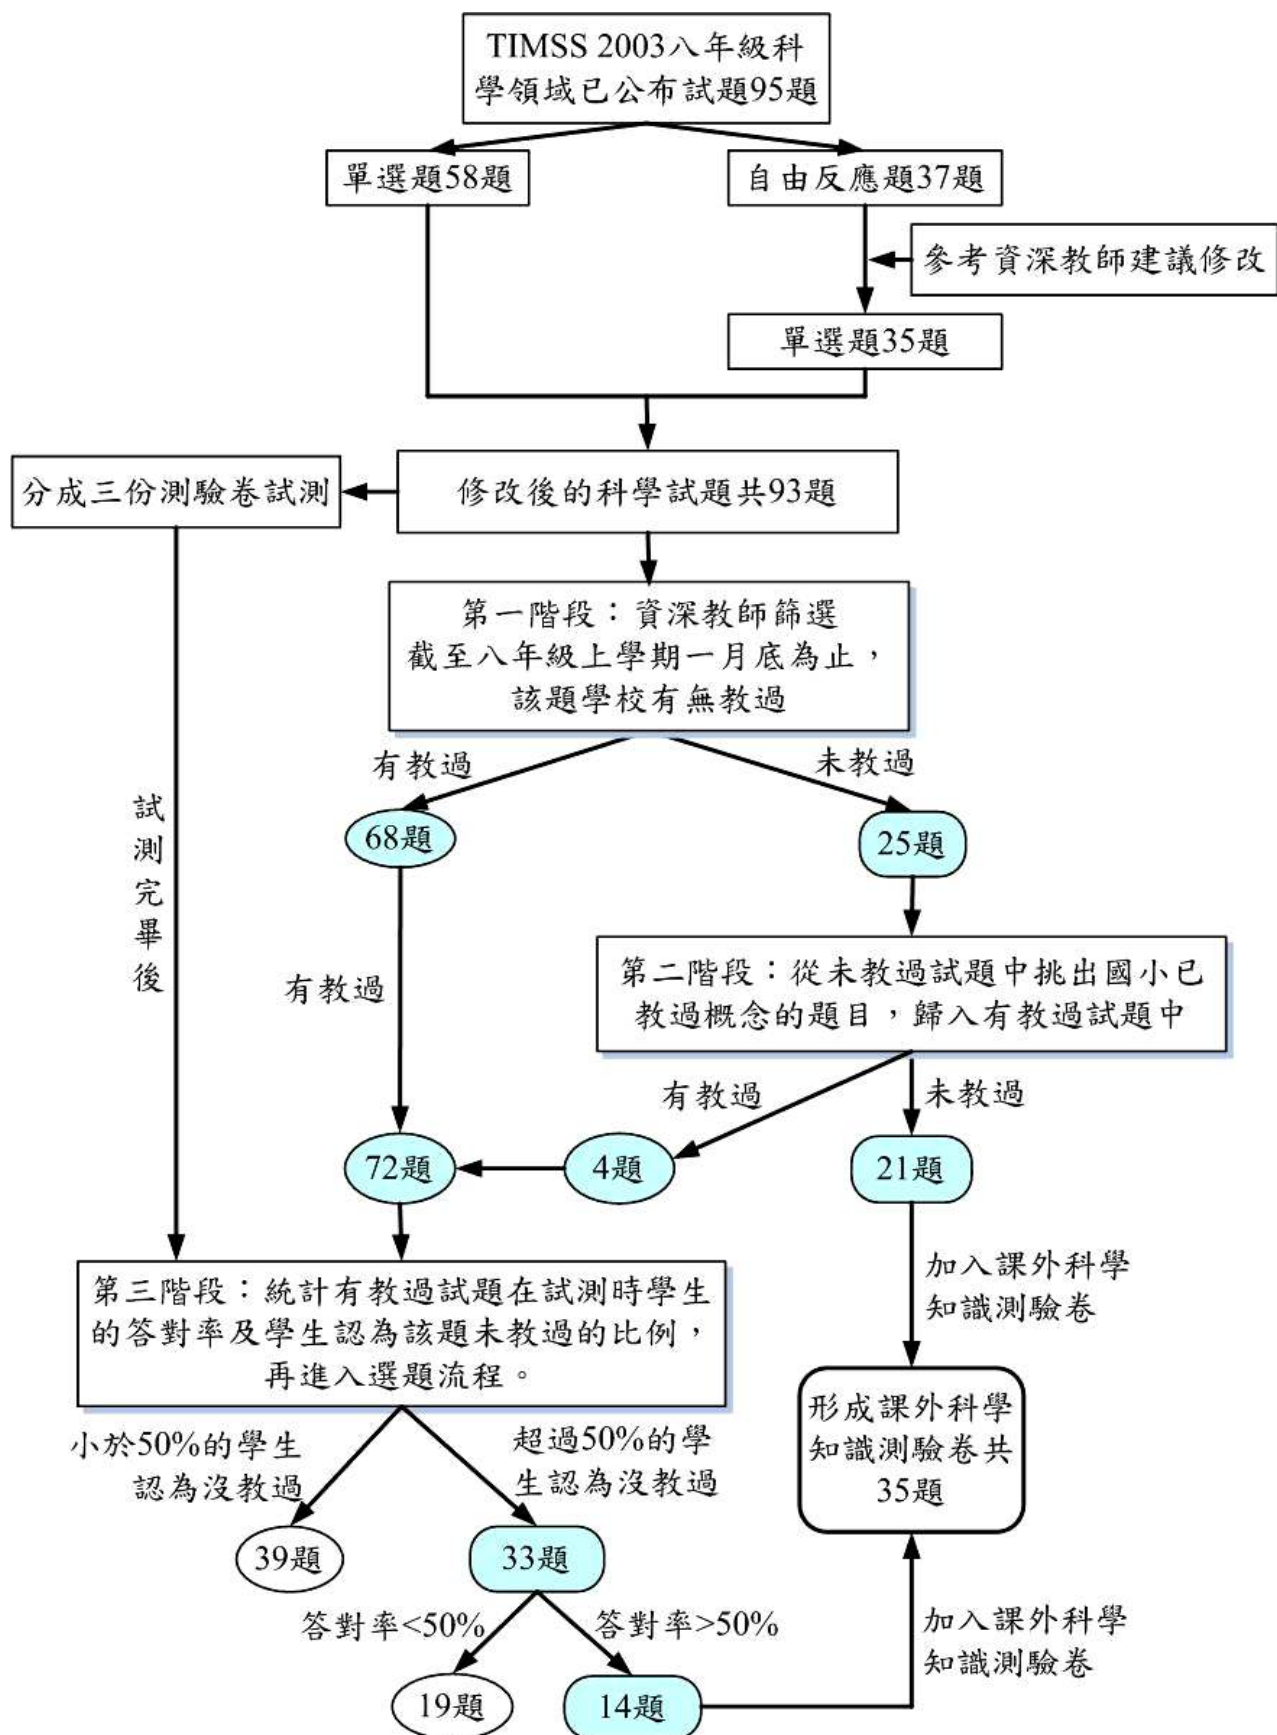 TIMSS 2003八年級科
學領域已公布試題95題
單選題58題
自由反應題37題
參考資深教師建議修改
單選題35題
分成三份測驗卷試測
修改後的科學試題共93題
第一階段：資深教師篩選
截至八年級上學期一月底為止，
該題學校有無教過
有教過
未教過
68題
25題
試測完畢後
有教過
第二階段：從未教過試題中挑出國小已
教過概念的題目，歸入有教過試題中
有教過
未教過
72題
4題
21題
加入課外科學
知識測驗卷
第三階段：統計有教過試題在試測時學生
的答對率及學生認為該題未教過的比例，
再進入選題流程。
形成課外科學
知識測驗卷共
35題
小於50%的學生
認為沒教過
超過50%的學
生認為沒教過
39題
33題
答對率<50%
答對率>50%
加入課外科學
知識測驗卷
19題
14題